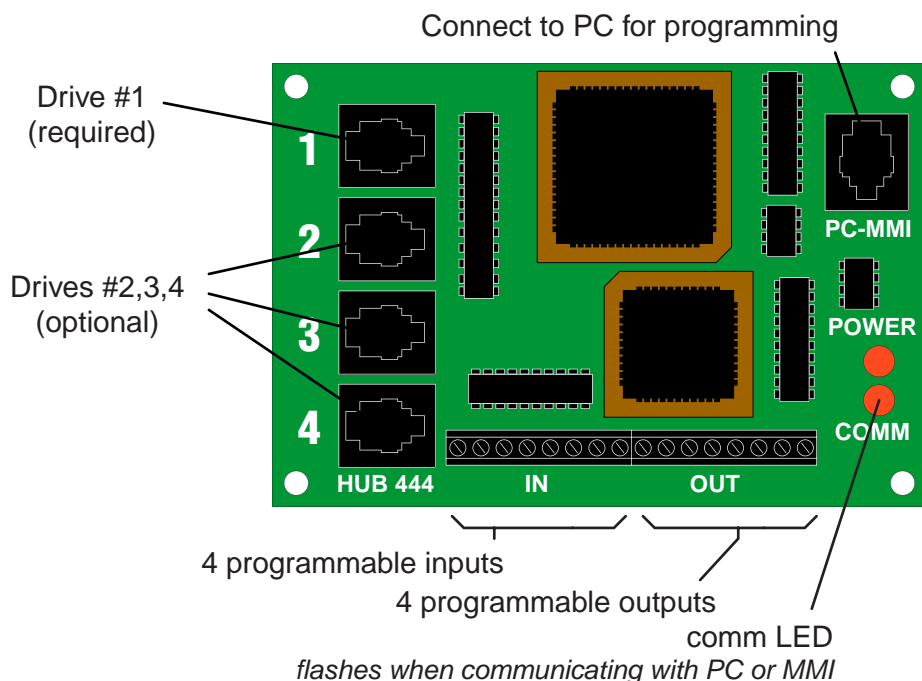 Connect to PC for programming
Drive #1
(required)
1
2
3
4
Drives #2,3,4
(optional)
PC-MMI
POWER
COMM
HUB 444
IN
OUT
4 programmable inputs
4 programmable outputs
comm LED
flashes when communicating with PC or MMI